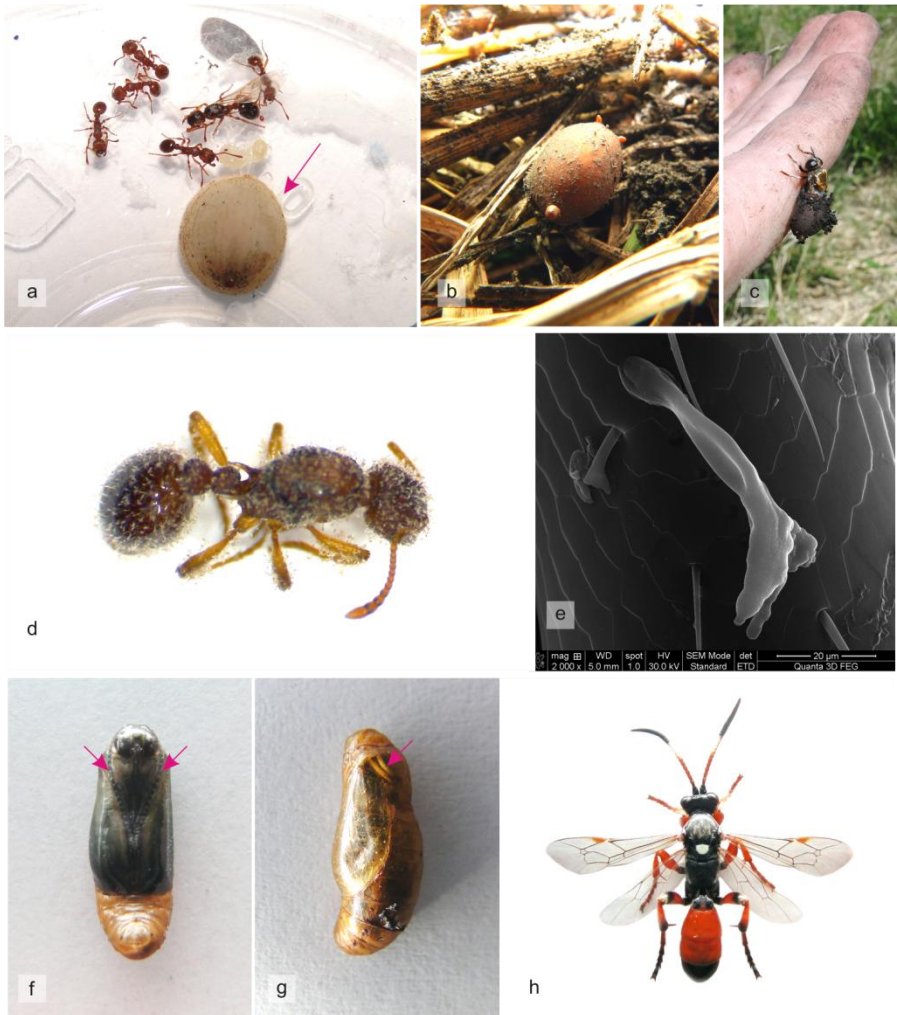 a
b
c
d
e
mag WD spot HV SEM Mode det 20 µm
2 000 x 5.0 mm 1.0 30.0 kV Standard ETD Quanta 3D FEG
f
g
h